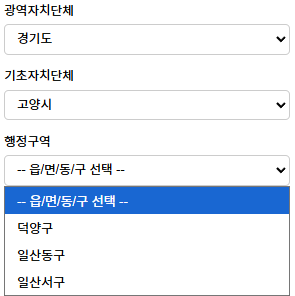 광역자치단체
경기도
기초자치단체
고양시
행정구역
-- 읍/면/동/구 선택 --
-- 읍/면/동/구 선택 --
덕양구
일산동구
일산서구